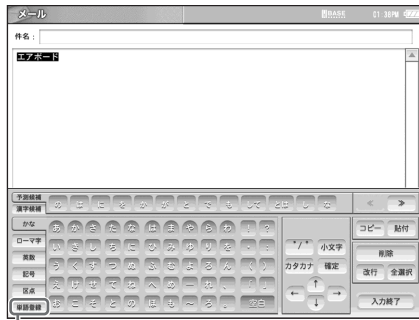 メール BASE 01:38PM
件名：
エアボード
予測候補 の に を が で と も して は な
漢字候補
かな あ か さ た な は ま や ら わ ! ?
ローマ字 い き し ち に ひ み ゆ り を
英数 う く す つ ぬ ふ む よ る ん ( )
記号 え け せ て ね へ め ー れ 、 「 」
区点
単語登録 お こ そ と の ほ も ～ ろ 。 空白
゛/゜ 小文字
カタカナ 確定
← ↑ ↓ →
コピー 貼付
削除
改行 全選択
入力終了